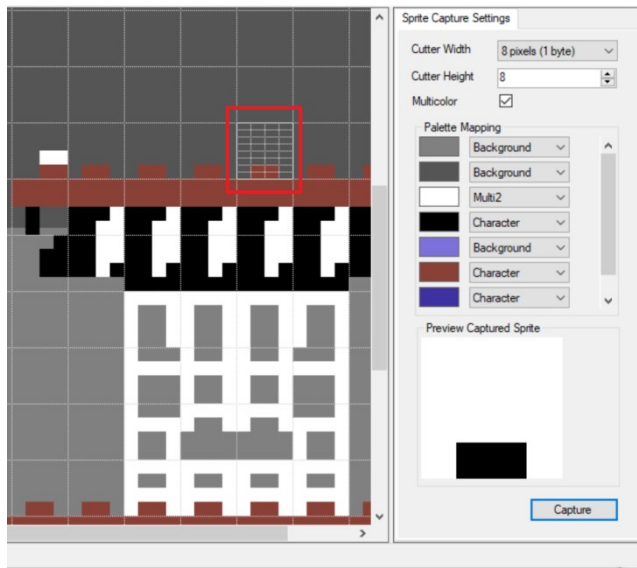 Sprite Capture Settings
Cutter Width 8 pixels (1 byte)
Cutter Height 8
Multicolor
Palette Mapping
Background
Background
Multi2
Character
Background
Character
Character
Preview Captured Sprite
Capture